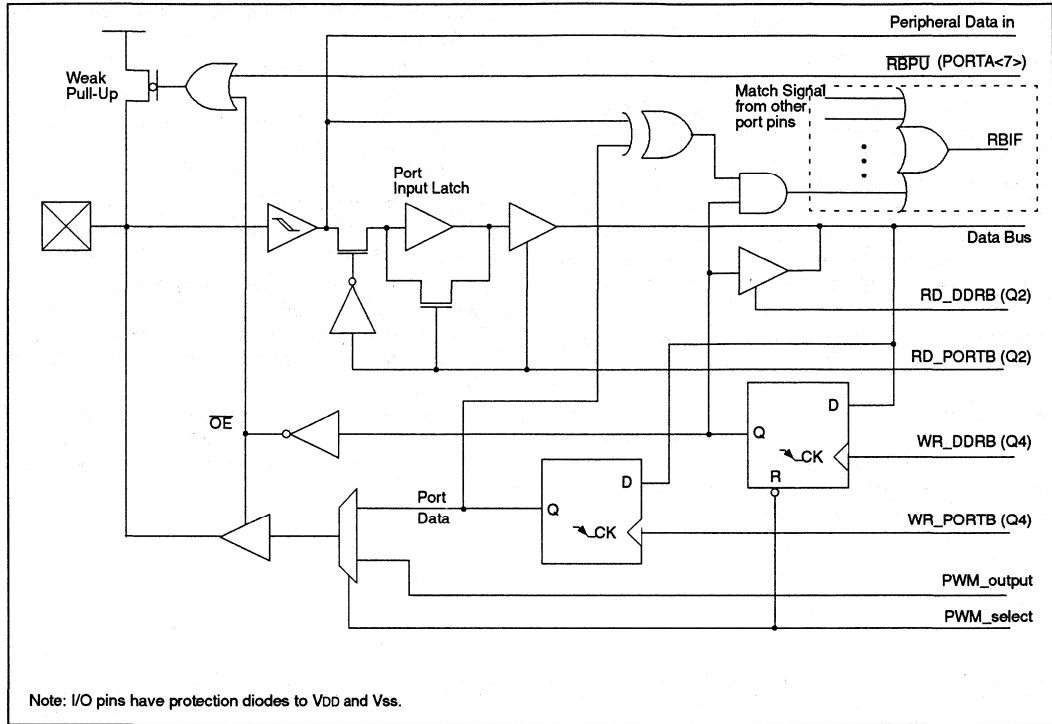 Peripheral Data in
R̅B̅P̅U̅ (PORTA<7>)
Weak
Pull-Up
Match Signal
from other
port pins
RBIF
Port
Input Latch
Data Bus
RD_DDRB (Q2)
RD_PORTB (Q2)
D
O̅E̅
Q
CK
WR_DDRB (Q4)
R
D
Port
Data
Q
CK
WR_PORTB (Q4)
PWM_output
PWM_select
Note: I/O pins have protection diodes to VDD and Vss.